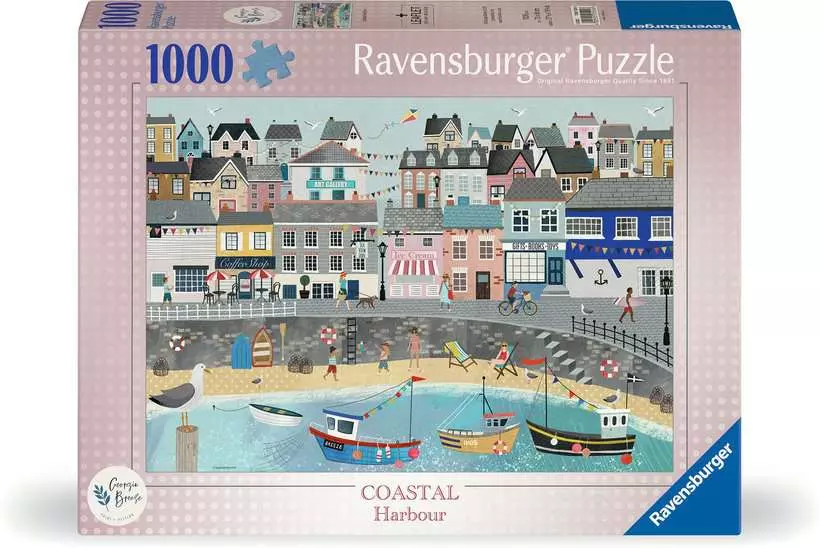 1000
Ravensburger® Puzzle
Original Ravensburger Quality Since 1891
ART GALLERY
Coffee Shop
Ice Cream
GIFTS·BOOKS·TOYS
BREEZE
COASTAL
Harbour
Georgia
Breese
Ravensburger
Ravensburger